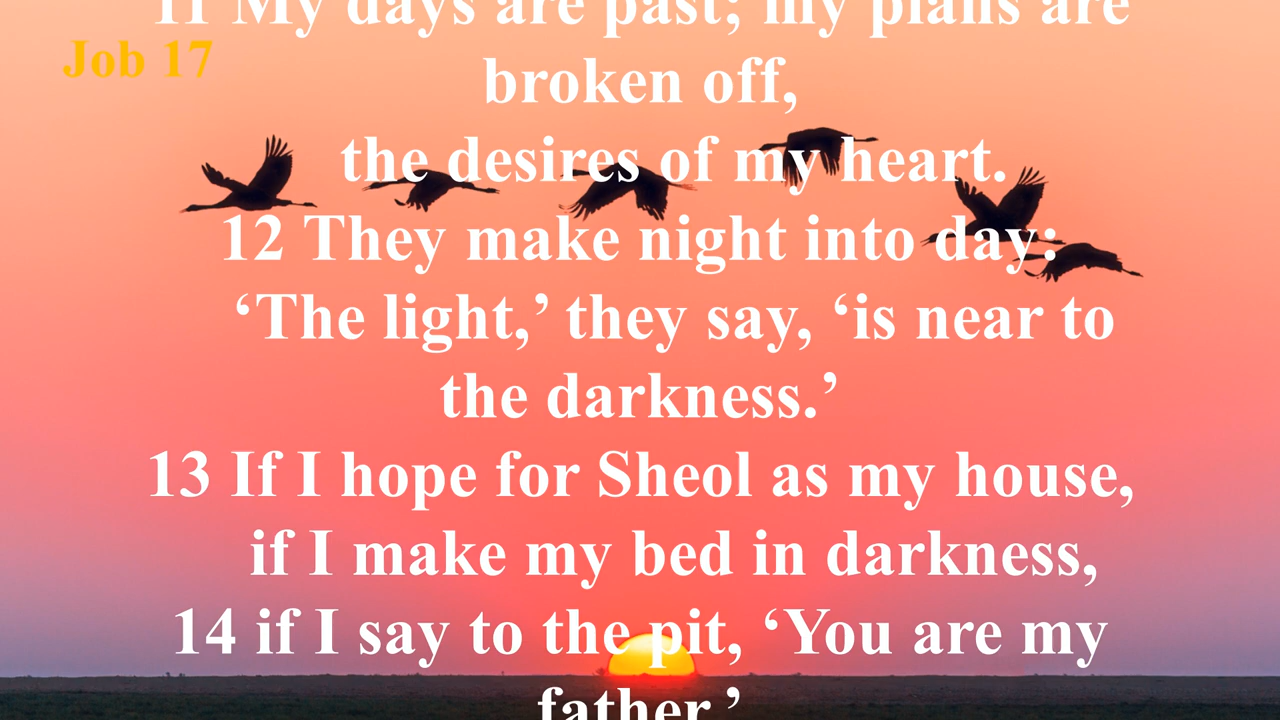 11 My days are past; my plans are
Job 17
broken off,
the desires of my heart.
12 They make night into day:
‘The light,’ they say, ‘is near to
the darkness.’
13 If I hope for Sheol as my house,
if I make my bed in darkness,
14 if I say to the pit, ‘You are my
father,’